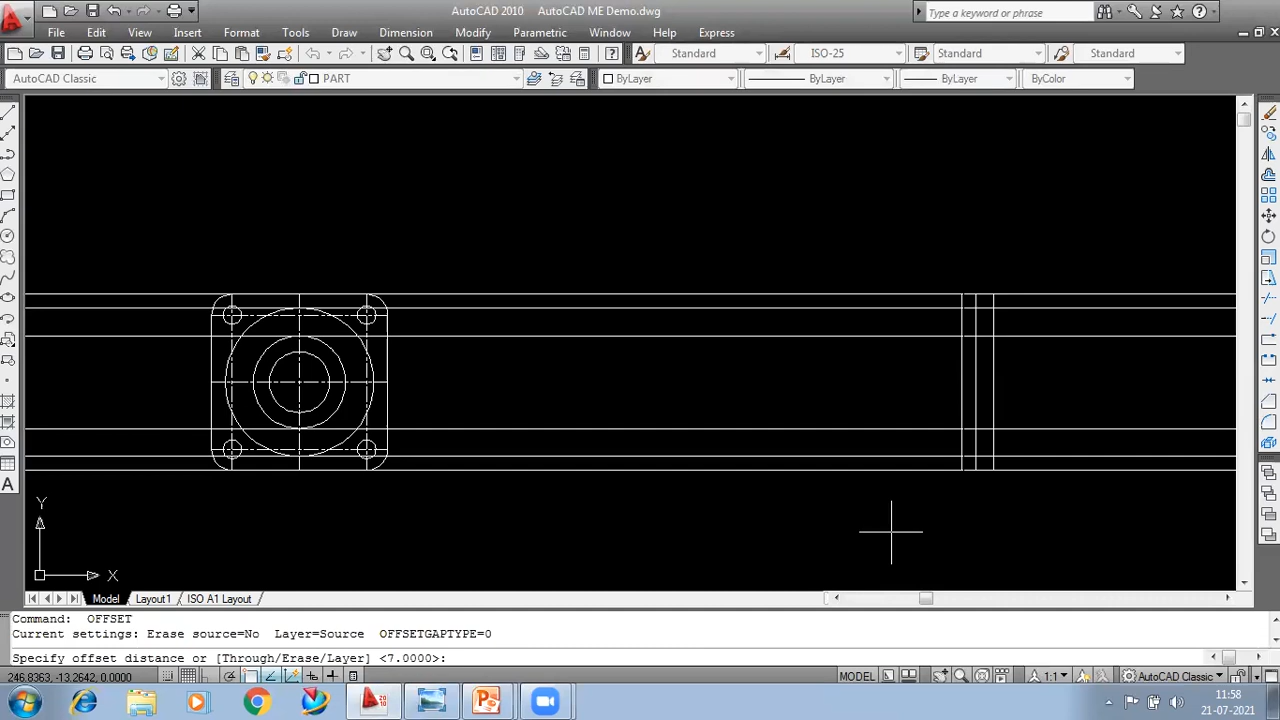 AutoCAD 2010 AutoCAD ME Demo.dwg
Type a keyword or phrase
File Edit View Insert Format Tools Draw Dimension Modify Parametric Window Help Express
Standard ISO-25 Standard Standard
AutoCAD Classic PART ByLayer ByLayer ByLayer ByColor
A
Y
X
Model Layout1 ISO A1 Layout
Command: OFFSET
Current settings: Erase source=No Layer=Source OFFSETGAPTYPE=0
Specify offset distance or [Through/Erase/Layer] <7.0000>:
246.8363, -13.2642, 0.0000 MODEL 1:1 AutoCAD Classic
11:58
21-07-2021